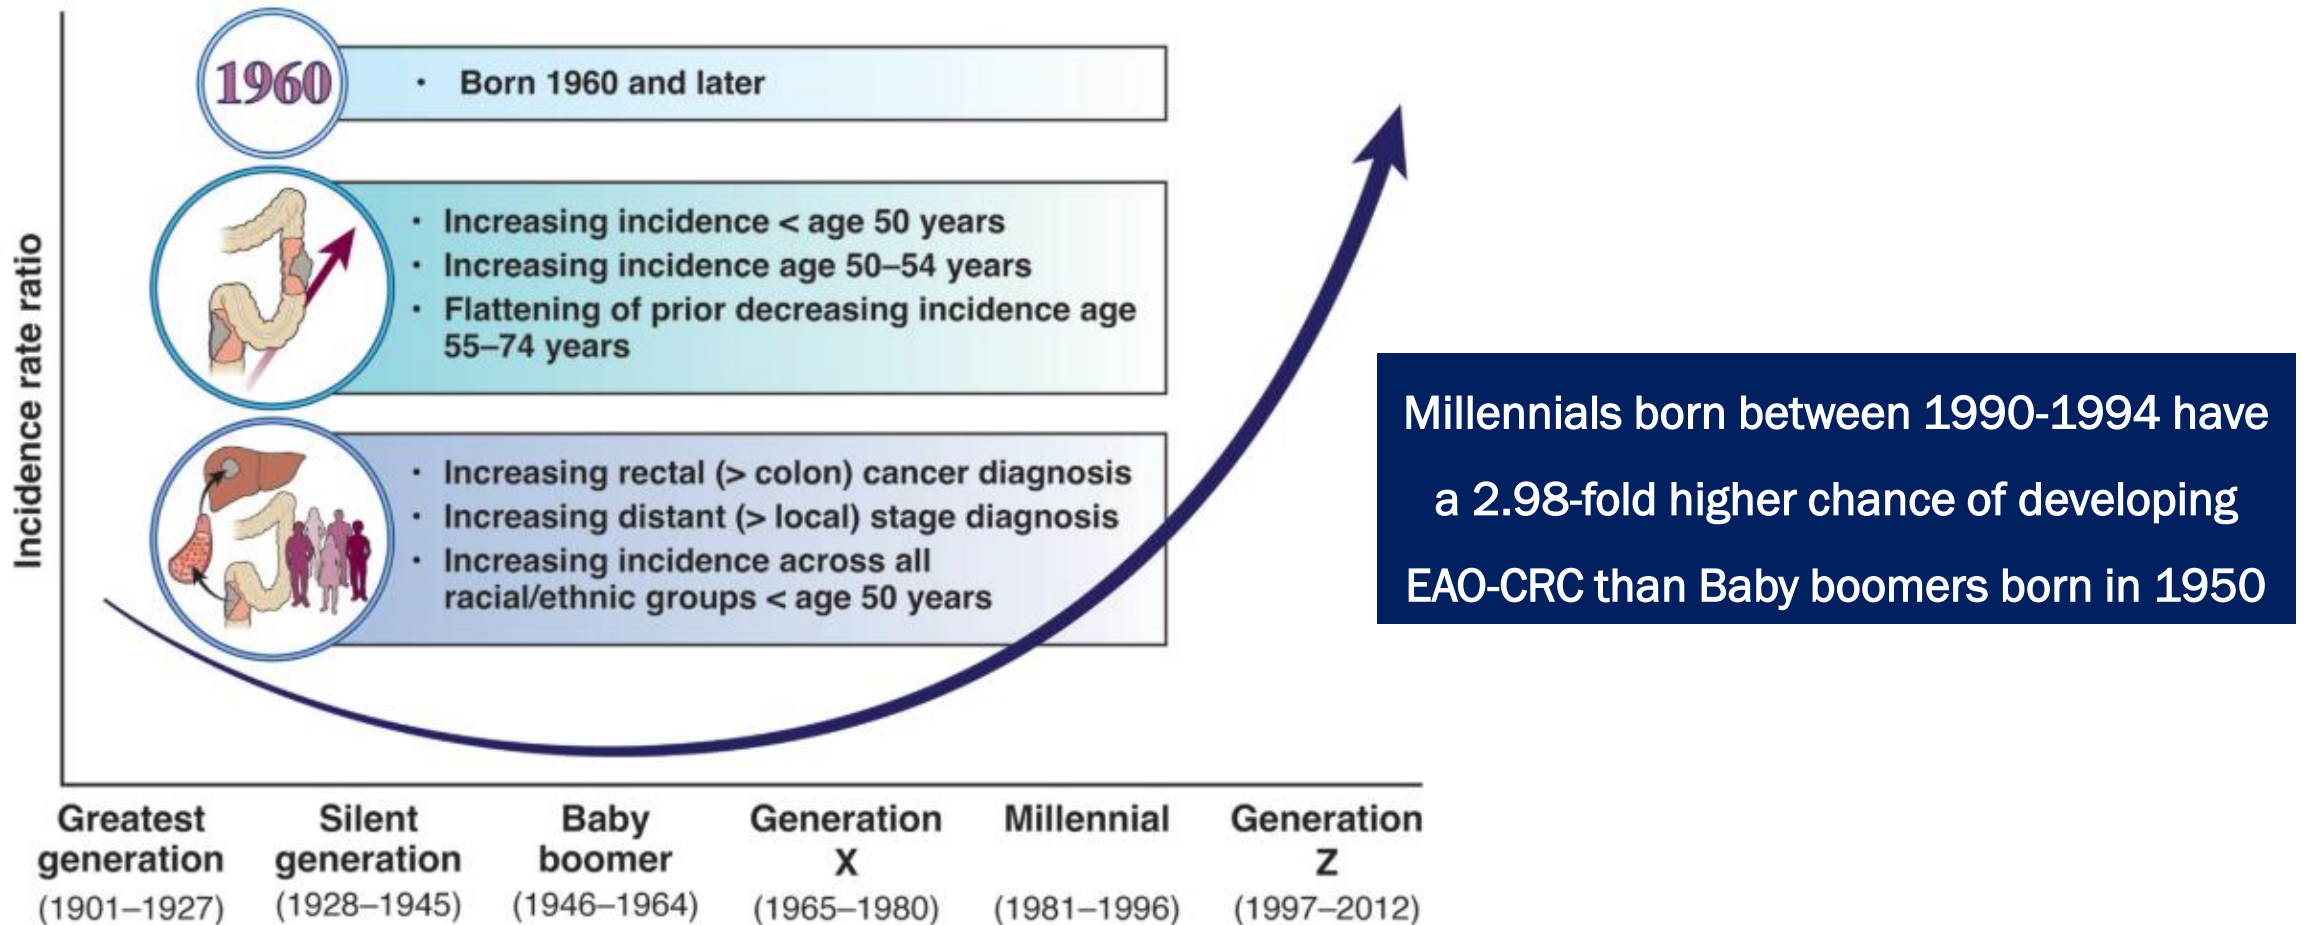 1960
• Born 1960 and later
• Increasing incidence < age 50 years
• Increasing incidence age 50–54 years
• Flattening of prior decreasing incidence age
55–74 years
• Increasing rectal (> colon) cancer diagnosis
• Increasing distant (> local) stage diagnosis
• Increasing incidence across all
racial/ethnic groups < age 50 years
Incidence rate ratio
Greatest
generation
(1901–1927)
Silent
generation
(1928–1945)
Baby
boomer
(1946–1964)
Generation
X
(1965–1980)
Millennial
(1981–1996)
Generation
Z
(1997–2012)
Millennials born between 1990-1994 have
a 2.98-fold higher chance of developing
EAO-CRC than Baby boomers born in 1950